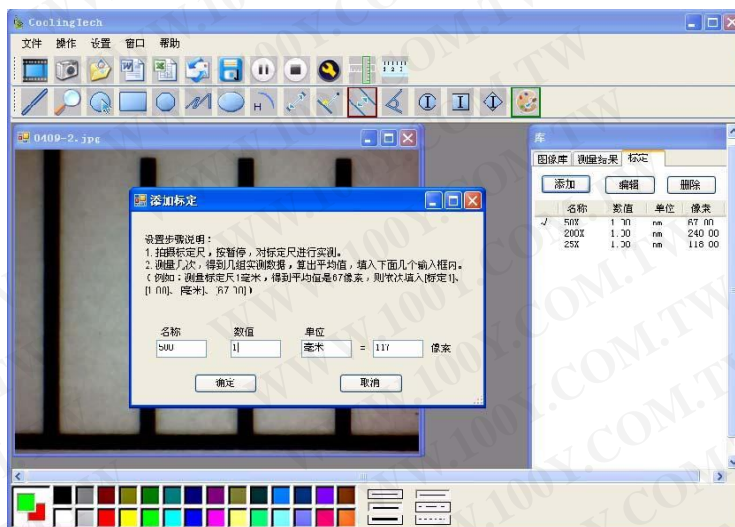 CoolingTech
文件 操作 设置 窗口 帮助
0409-2.jpg
库
图像库 测量结果 标定
添加 编辑 删除
名称 数值 单位 像素
√ 50X 1.00 nm 67.00
200X 1.00 nm 240.00
25X 1.00 nm 118.00
添加标定
设置步骤说明：
1. 拍摄标定尺，按暂停，对标定尺进行实测。
2. 测量几次，得到几组实测数据，算出平均值，填入下面几个输入框内。
（例如：测量标定尺1毫米，得到平均值是67像素，则依次填入[标定1]、
[1.00]、[毫米]、[67.00]）
名称 数值 单位
500 1 毫米 = 117 像素
确定 取消
WWW.100Y.COM.TW